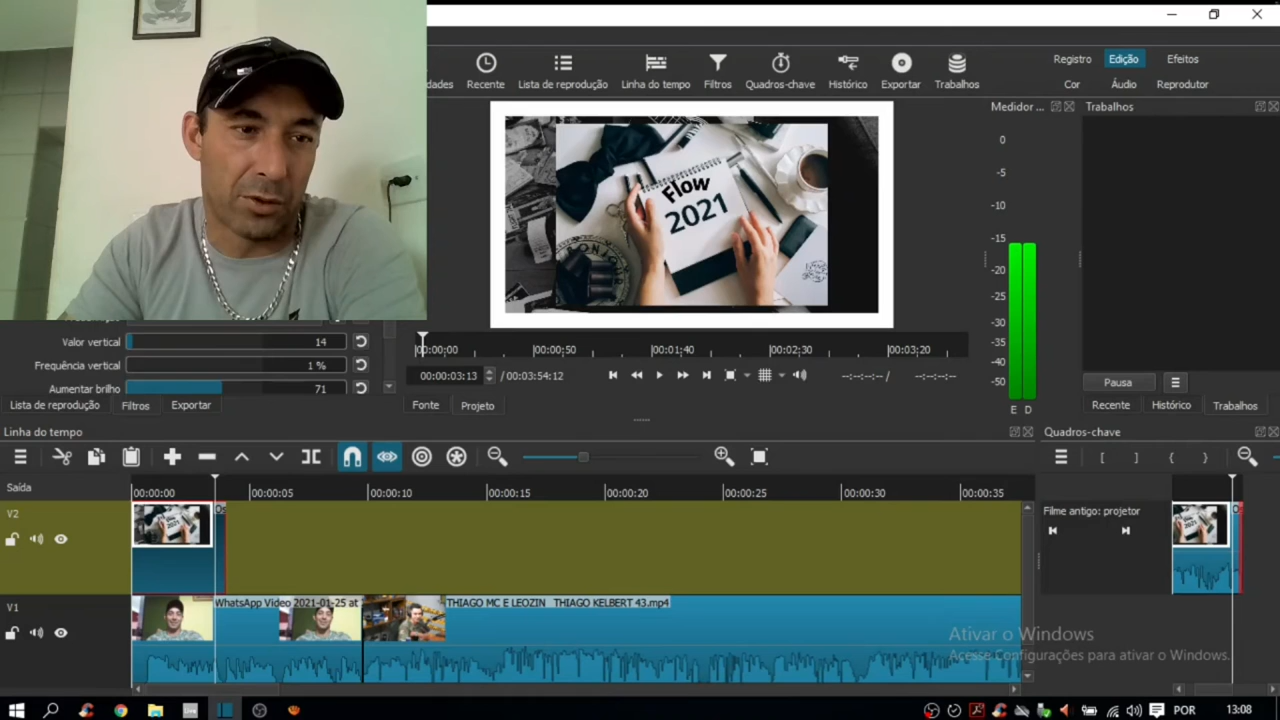 dades
Recente
Lista de reprodução
Linha do tempo
Filtros
Quadros-chave
Histórico
Exportar
Trabalhos
Registro
Edição
Efeitos
Cor
Áudio
Reprodutor
Medidor ...
Trabalhos
Flow
2021
0
-5
-10
-15
-20
-25
-30
-35
-40
-45
-50
E D
Valor vertical 14
Frequência vertical 1 %
Aumentar brilho 71
Lista de reprodução
Filtros
Exportar
00:00:00
00:00:50
00:01:40
00:02:30
00:03:20
00:00:03:13 / 00:03:54:12
--:--:--:-- /
--:--:--:--
Fonte
Projeto
Pausa
Recente
Histórico
Trabalhos
Linha do tempo
Quadros-chave
Saída
00:00:00
00:00:05
00:00:10
00:00:15
00:00:20
00:00:25
00:00:30
00:00:35
V2
Flow
2021
Os
Filme antigo: projetor
V1
WhatsApp Video 2021-01-25 at
THIAGO MC E LEOZIN THIAGO KELBERT 43.mp4
Ativar o Windows
Acesse Configurações para ativar o Windows.
POR
13:08